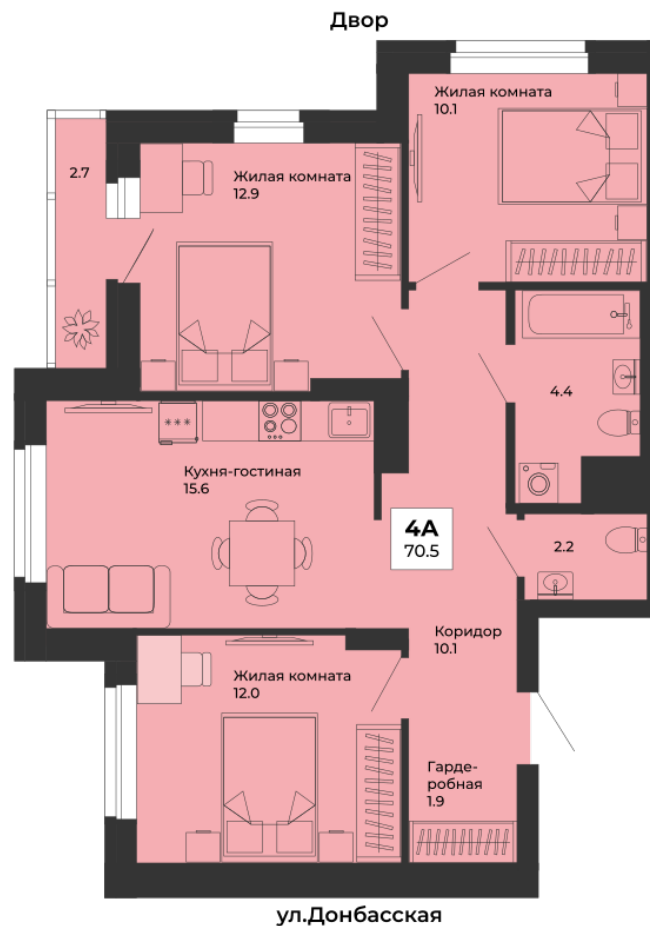 Двор
Жилая комната
10.1
2.7
Жилая комната
12.9
4.4
Кухня-гостиная
15.6
4А
70.5
2.2
Коридор
10.1
Жилая комната
12.0
Гарде-
робная
1.9
ул.Донбасская